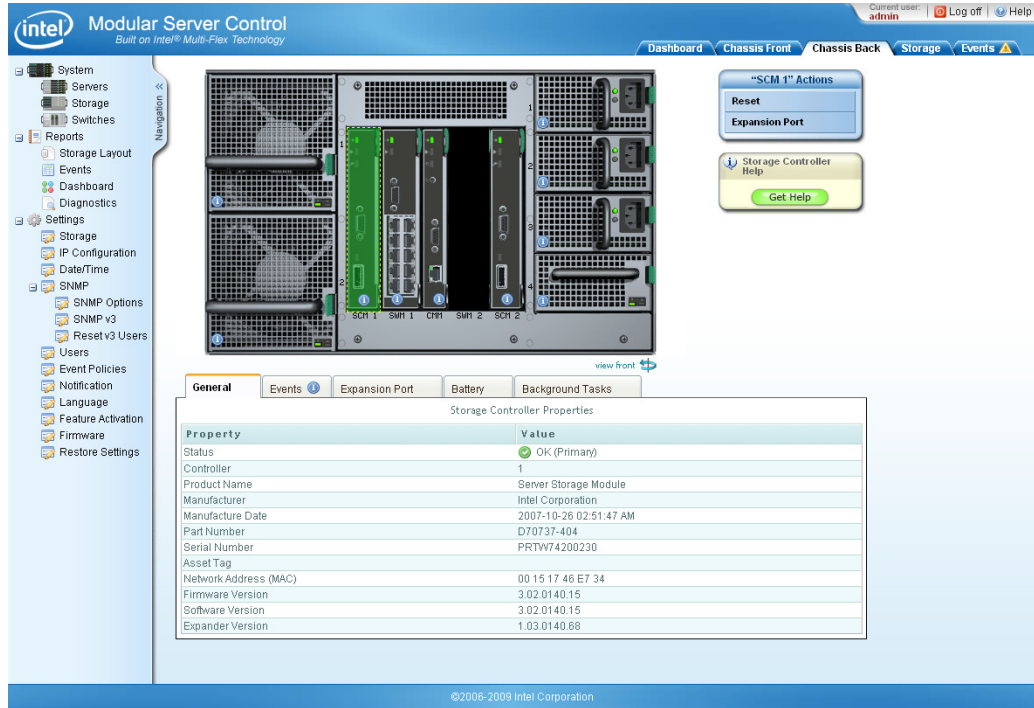 Current user:
admin
Log off
Help
intel
Modular Server Control
Built on Intel® Multi-Flex Technology
Dashboard
Chassis Front
Chassis Back
Storage
Events
System
Servers
Storage
Switches
Reports
Storage Layout
Events
Dashboard
Diagnostics
Settings
Storage
IP Configuration
Date/Time
SNMP
SNMP Options
SNMP v3
Reset v3 Users
Users
Event Policies
Notification
Language
Feature Activation
Firmware
Restore Settings
«
Navigation
1
2
3
4
1
2
3
4
SCM 1
SWM 1
CMM
SWM 2
SCM 2
view front
"SCM 1" Actions
Reset
Expansion Port
Storage Controller
Help
Get Help
General
Events
Expansion Port
Battery
Background Tasks
Storage Controller Properties
Property Value
Status OK (Primary)
Controller 1
Product Name Server Storage Module
Manufacturer Intel Corporation
Manufacture Date 2007-10-26 02:51:47 AM
Part Number D70737-404
Serial Number PRTW74200230
Asset Tag
Network Address (MAC) 00 15 17 46 E7 34
Firmware Version 3.02.0140.15
Software Version 3.02.0140.15
Expander Version 1.03.0140.68
©2006-2009 Intel Corporation